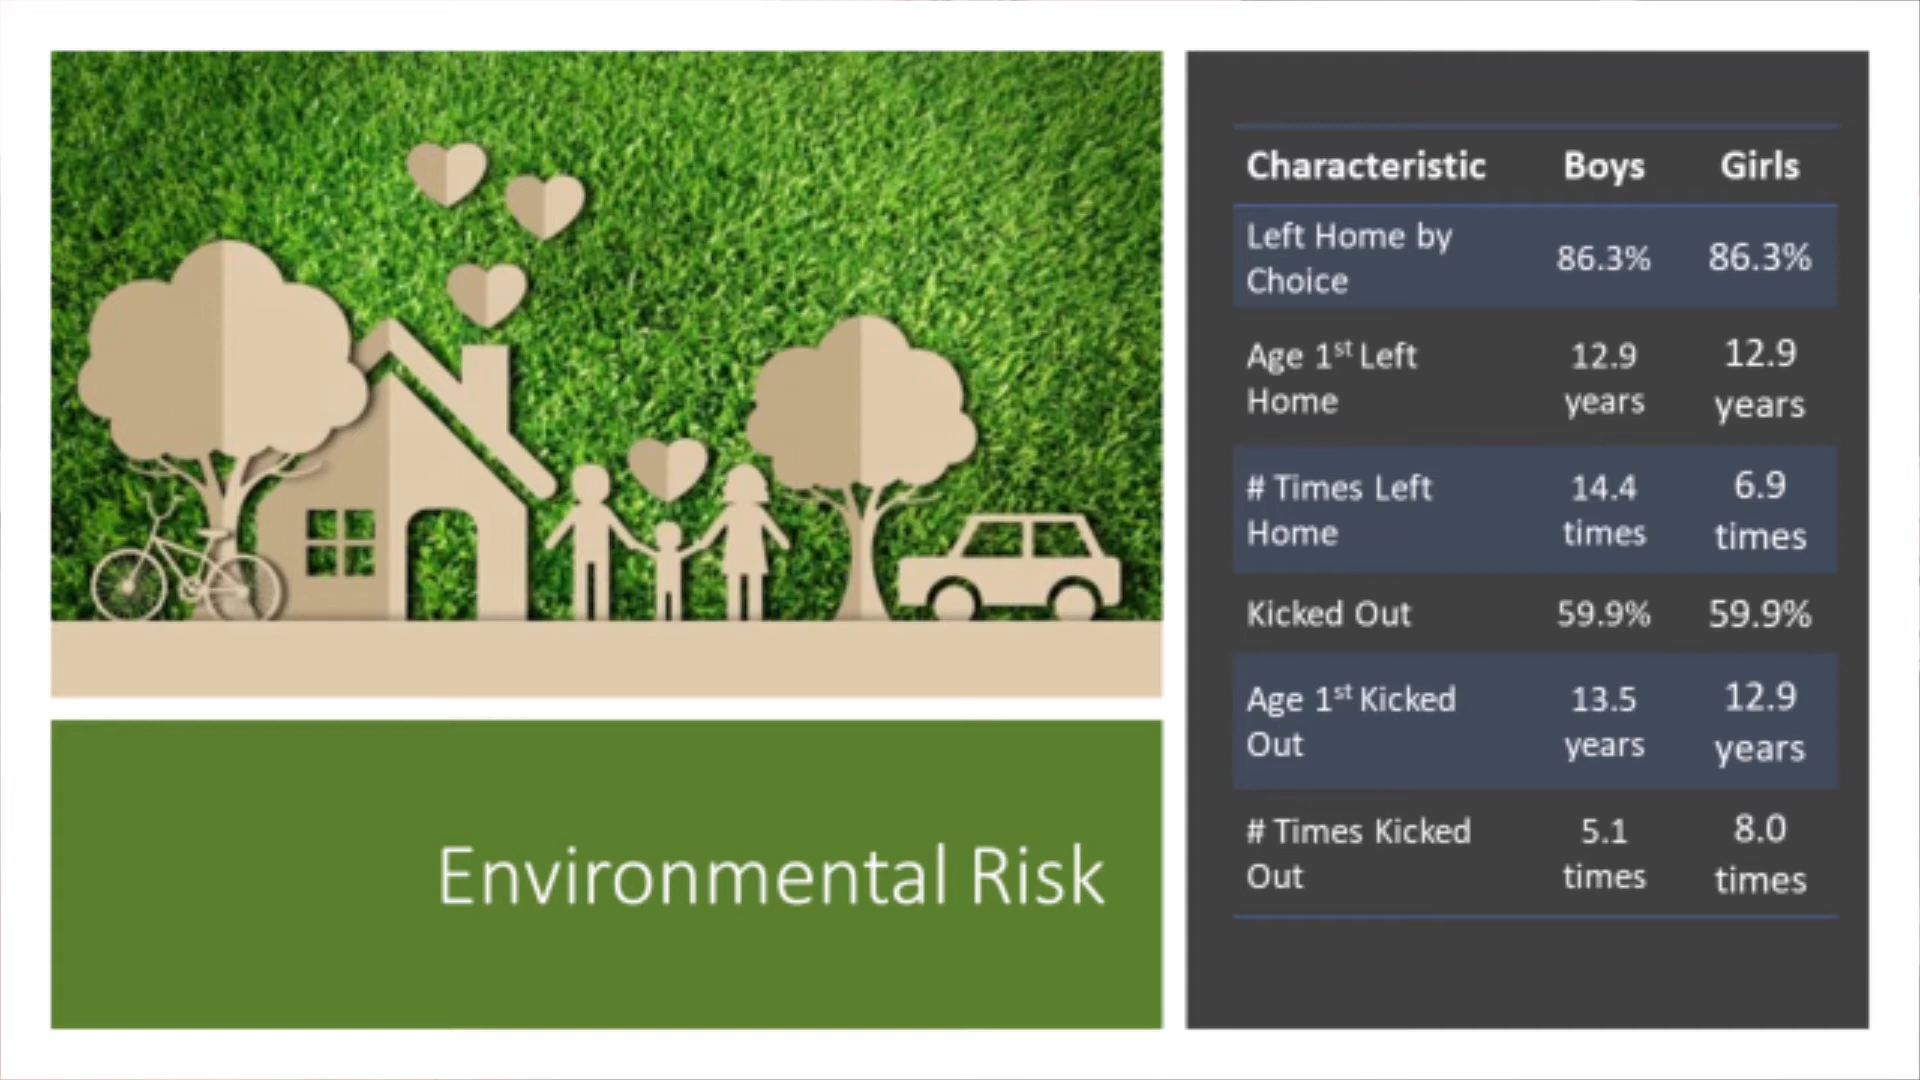 Environmental Risk
Characteristic Boys Girls
Left Home by Choice 86.3% 86.3%
Age 1st Left Home 12.9 years 12.9 years
# Times Left Home 14.4 times 6.9 times
Kicked Out 59.9% 59.9%
Age 1st Kicked Out 13.5 years 12.9 years
# Times Kicked Out 5.1 times 8.0 times